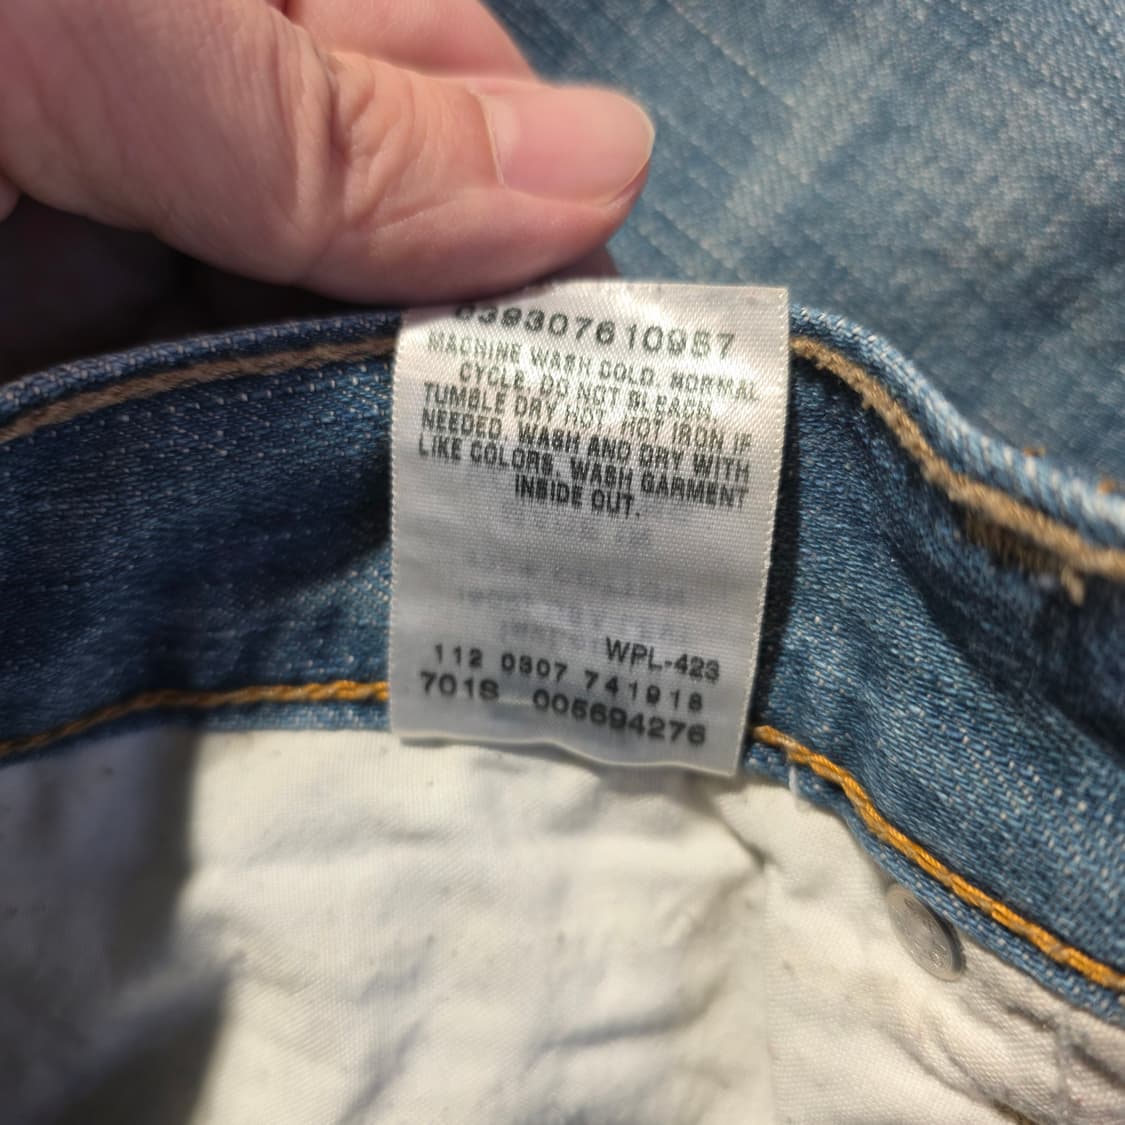 039307610957
MACHINE WASH COLD, NORMAL
CYCLE. DO NOT BLEACH.
TUMBLE DRY HOT. HOT IRON IF
NEEDED. WASH AND DRY WITH
LIKE COLORS. WASH GARMENT
INSIDE OUT.
WPL-423
112 0307 741918
701S 005694276